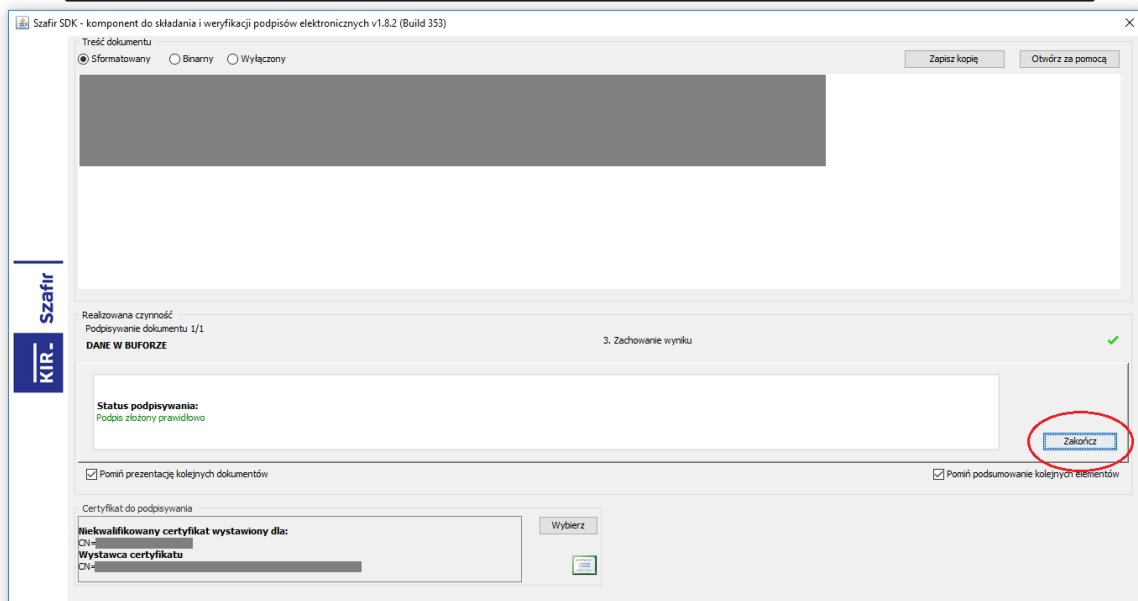 Szafir SDK - komponent do składania i weryfikacji podpisów elektronicznych v1.8.2 (Build 353)
Treść dokumentu
Sformatowany Binarny Wyłączony Zapisz kopię Otwórz za pomocą
Szafir
KIR
Realizowana czynność
Podpisywanie dokumentu 1/1
DANE W BUFORZE 3. Zachowanie wyniku
Status podpisywania:
Podpis złożony prawidłowo
Zakończ
Pomiń prezentację kolejnych dokumentów Pomiń podsumowanie kolejnych elementów
Certyfikat do podpisywania
Niekwalifikowany certyfikat wystawiony dla: Wybierz
CN=
Wystawca certyfikatu
CN=